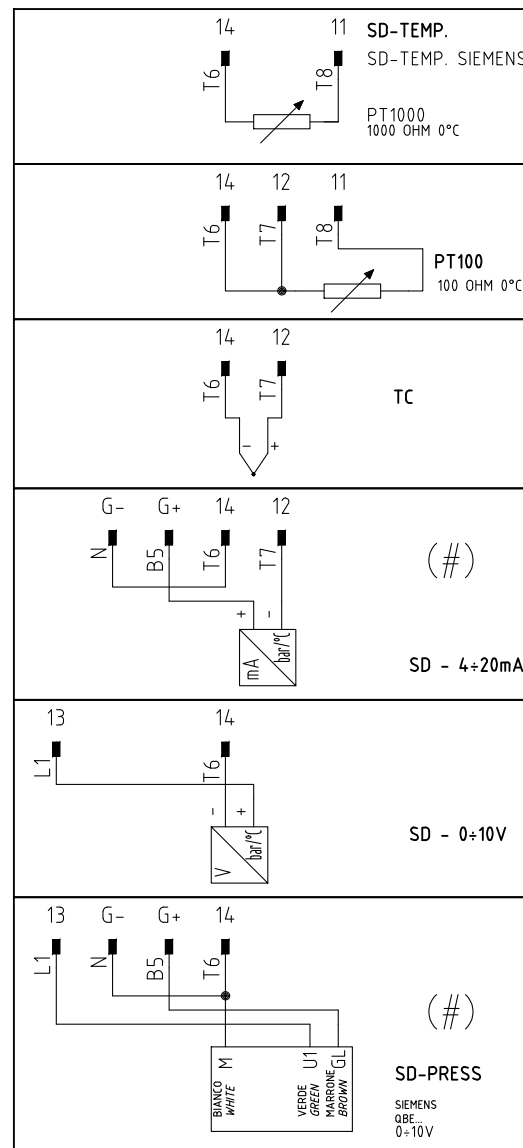 14 11 SD-TEMP.
SD-TEMP. SIEMENS
T6 T8
PT1000
1000 OHM 0°C
14 12 11
T6 T7 T8
PT100
100 OHM 0°C
14 12
T6 T7
TC
- +
G- G+ 14 12
N B5 T6 T7
(#)
+ -
mA bar/°C
SD - 4÷20mA
13 14
L1 T6
- +
V bar/°C
SD - 0÷10V
13 G- G+ 14
L1 N B5 T6
(#)
M U1 GL
BIANCO VERDE MARRONE
WHITE GREEN BROWN
SD-PRESS
SIEMENS
QBE...
0÷10V